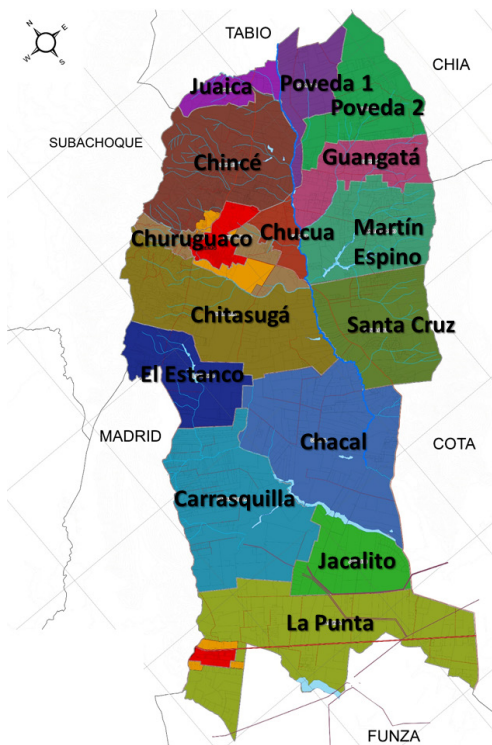 N
E
W
S
TABIO
CHIA
Juaica
Poveda 1
Poveda 2
SUBACHOQUE
Chincé
Guangatá
Churuguaco
Chucua
Martín
Espino
Chitasugá
Santa Cruz
El Estanco
MADRID
Chacal
COTA
Carrasquilla
Jacalito
La Punta
FUNZA